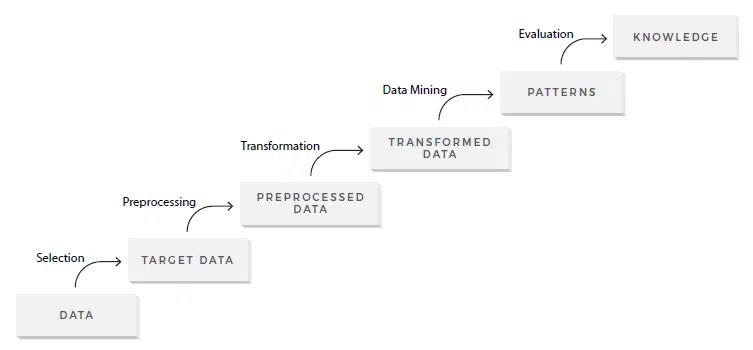 Evaluation
KNOWLEDGE
Data Mining
PATTERNS
Transformation
TRANSFORMED
DATA
Preprocessing
PREPROCESSED
DATA
Selection
TARGET DATA
DATA